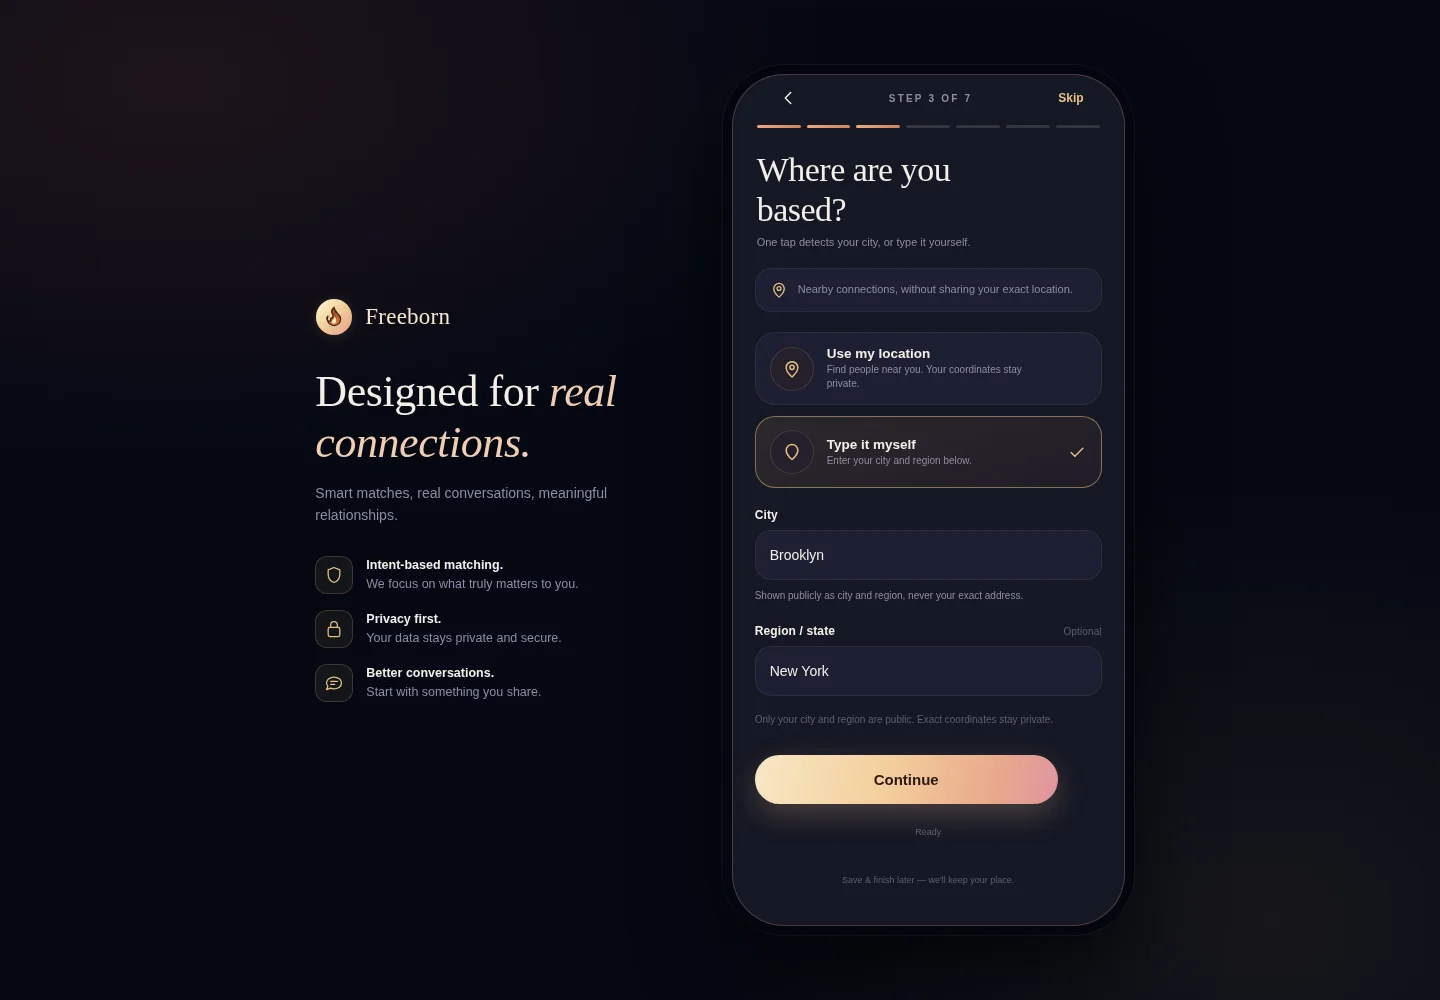 Freeborn
Designed for real
connections.
Smart matches, real conversations, meaningful
relationships.
Intent-based matching.
We focus on what truly matters to you.
Privacy first.
Your data stays private and secure.
Better conversations.
Start with something you share.
STEP 3 OF 7
Skip
Where are you
based?
One tap detects your city, or type it yourself.
Nearby connections, without sharing your exact location.
Use my location
Find people near you. Your coordinates stay
private.
Type it myself
Enter your city and region below.
City
Brooklyn
Shown publicly as city and region, never your exact address.
Region / state
Optional
New York
Only your city and region are public. Exact coordinates stay private.
Continue
Ready
Save & finish later — we'll keep your place.